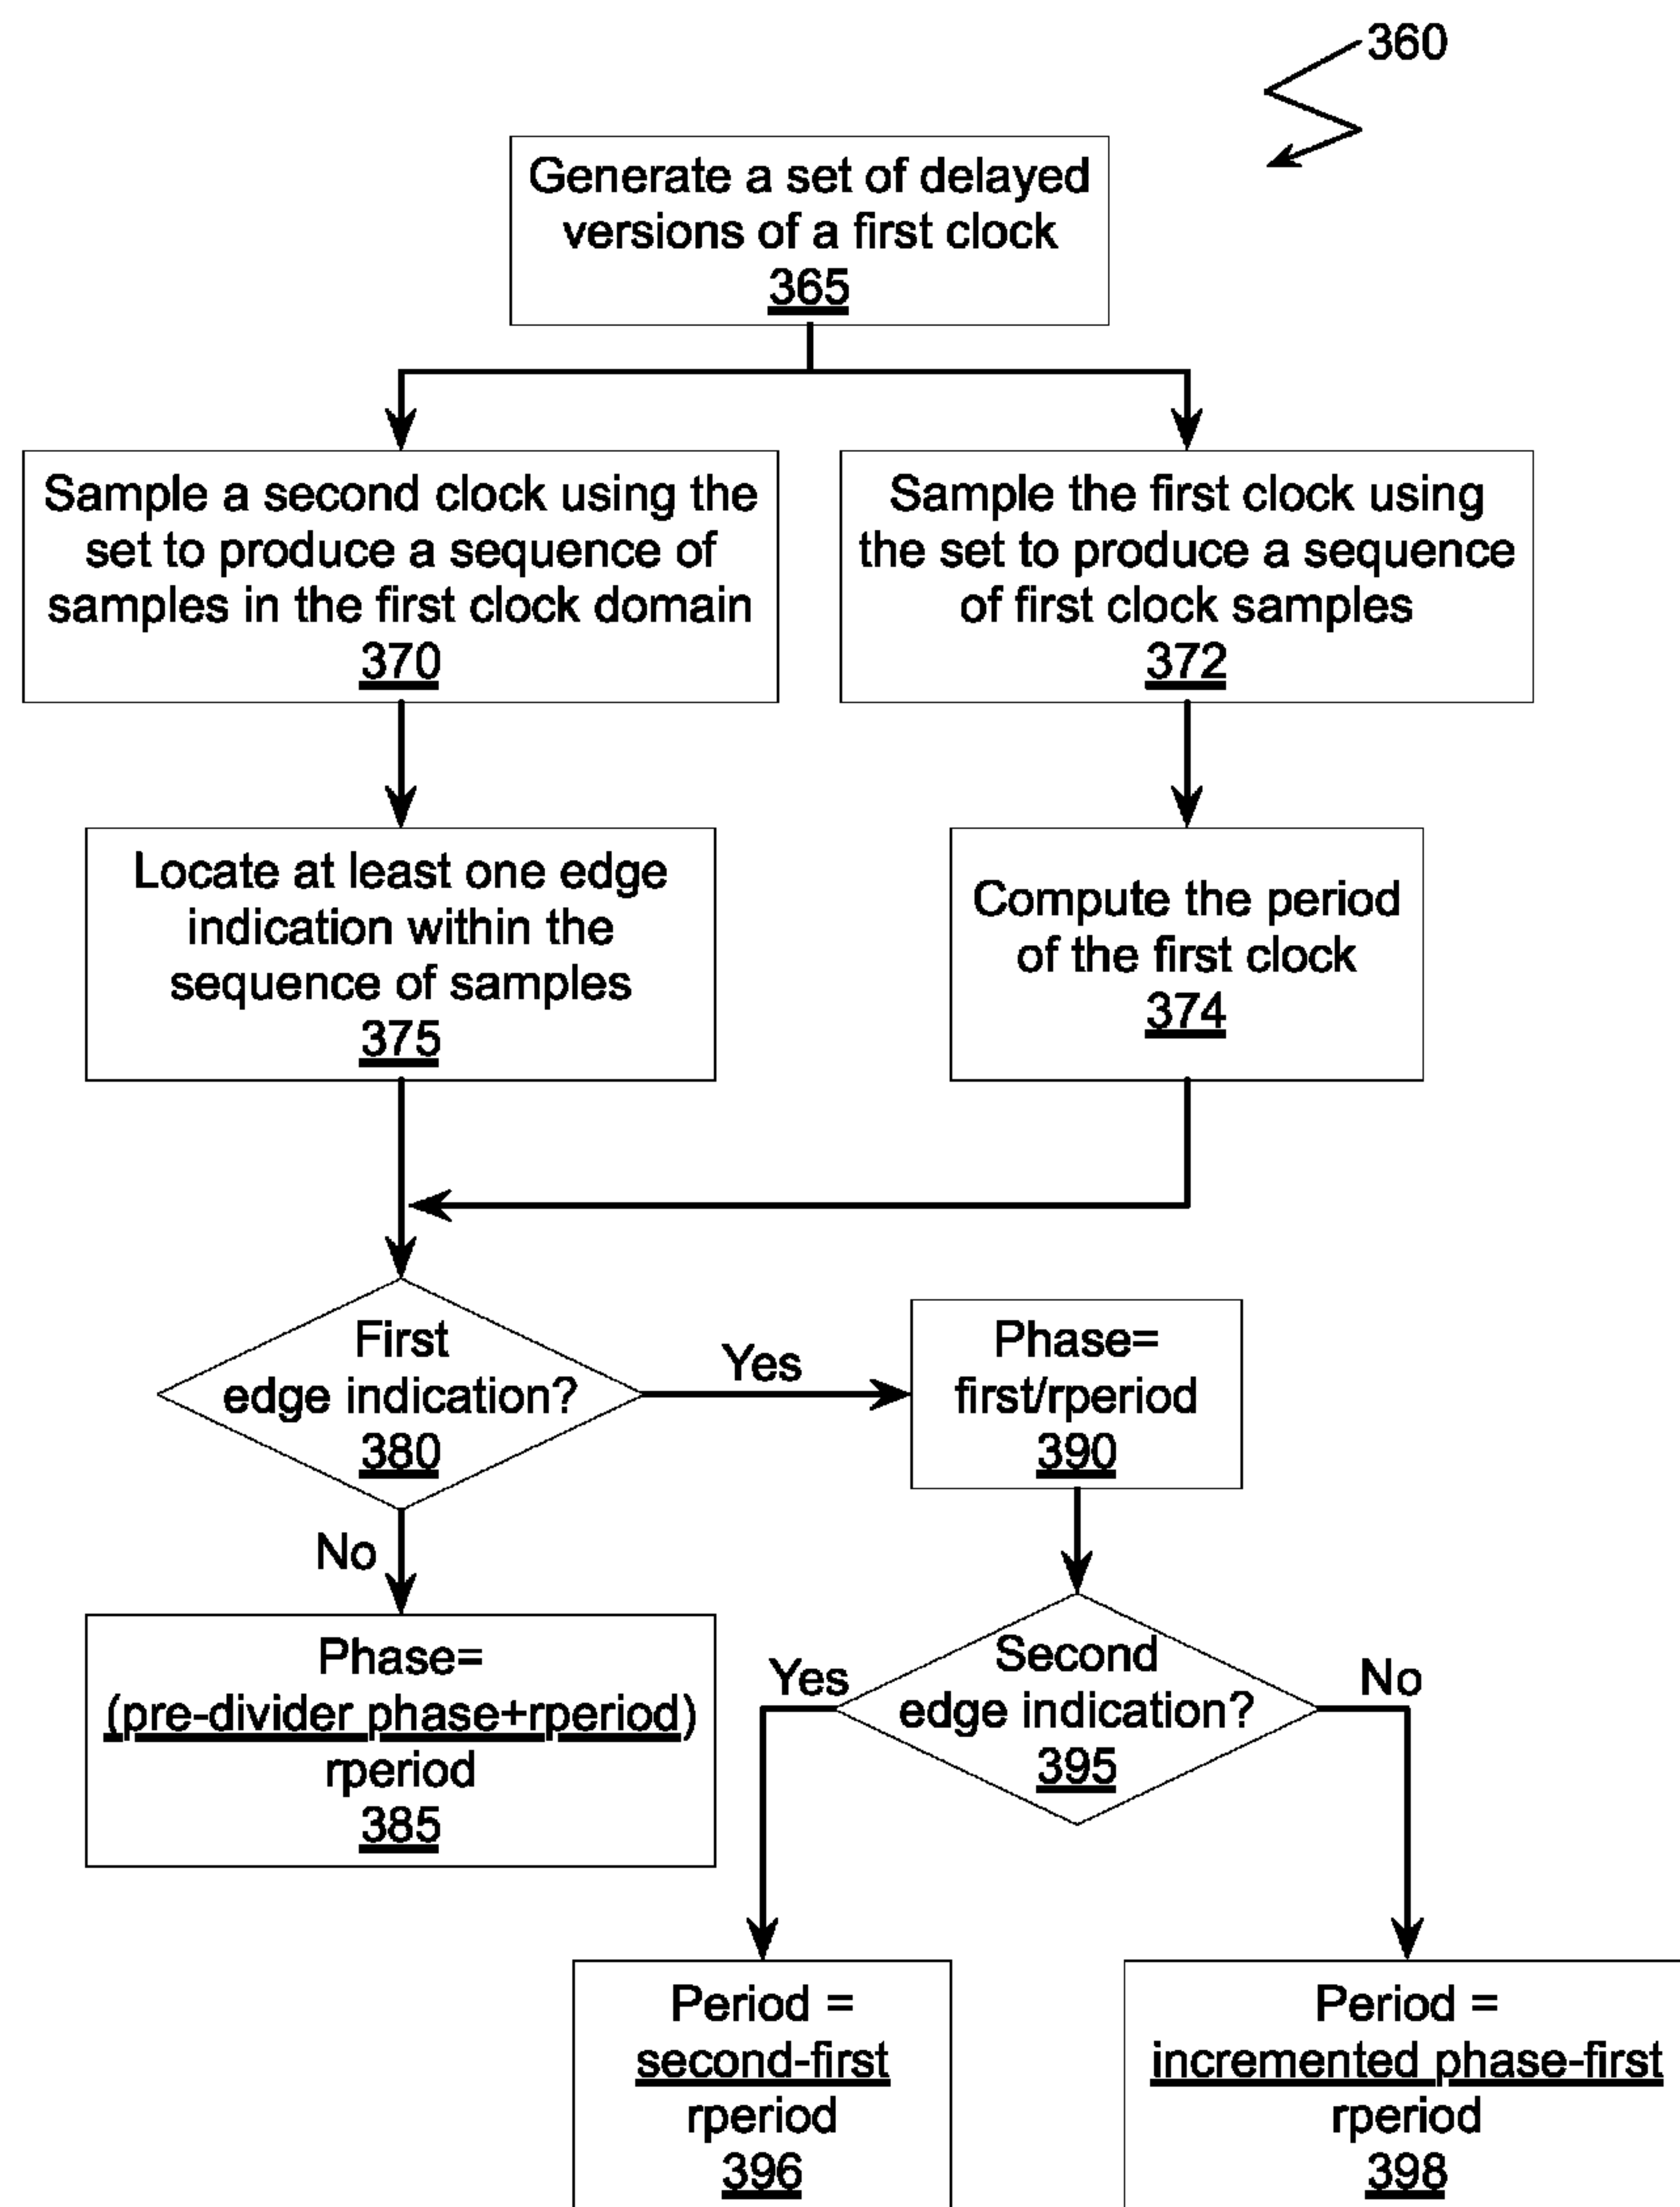 360
Generate a set of delayed
versions of a first clock
365
Sample a second clock using the
set to produce a sequence of
samples in the first clock domain
370
Sample the first clock using
the set to produce a sequence
of first clock samples
372
Locate at least one edge
indication within the
sequence of samples
375
Compute the period
of the first clock
374
First
edge indication?
380
Yes
Phase=
first/rperiod
390
No
Phase=
(pre-divider phase+rperiod)
rperiod
385
Second
edge indication?
395
Yes
No
Period =
second-first
rperiod
396
Period =
incremented phase-first
rperiod
398